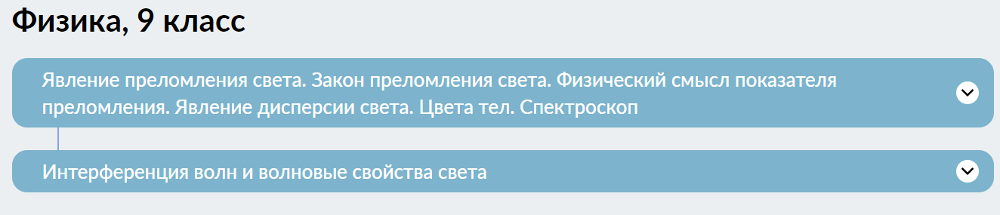 Физика, 9 класс
Явление преломления света. Закон преломления света. Физический смысл показателя
преломления. Явление дисперсии света. Цвета тел. Спектроскоп
Интерференция волн и волновые свойства света